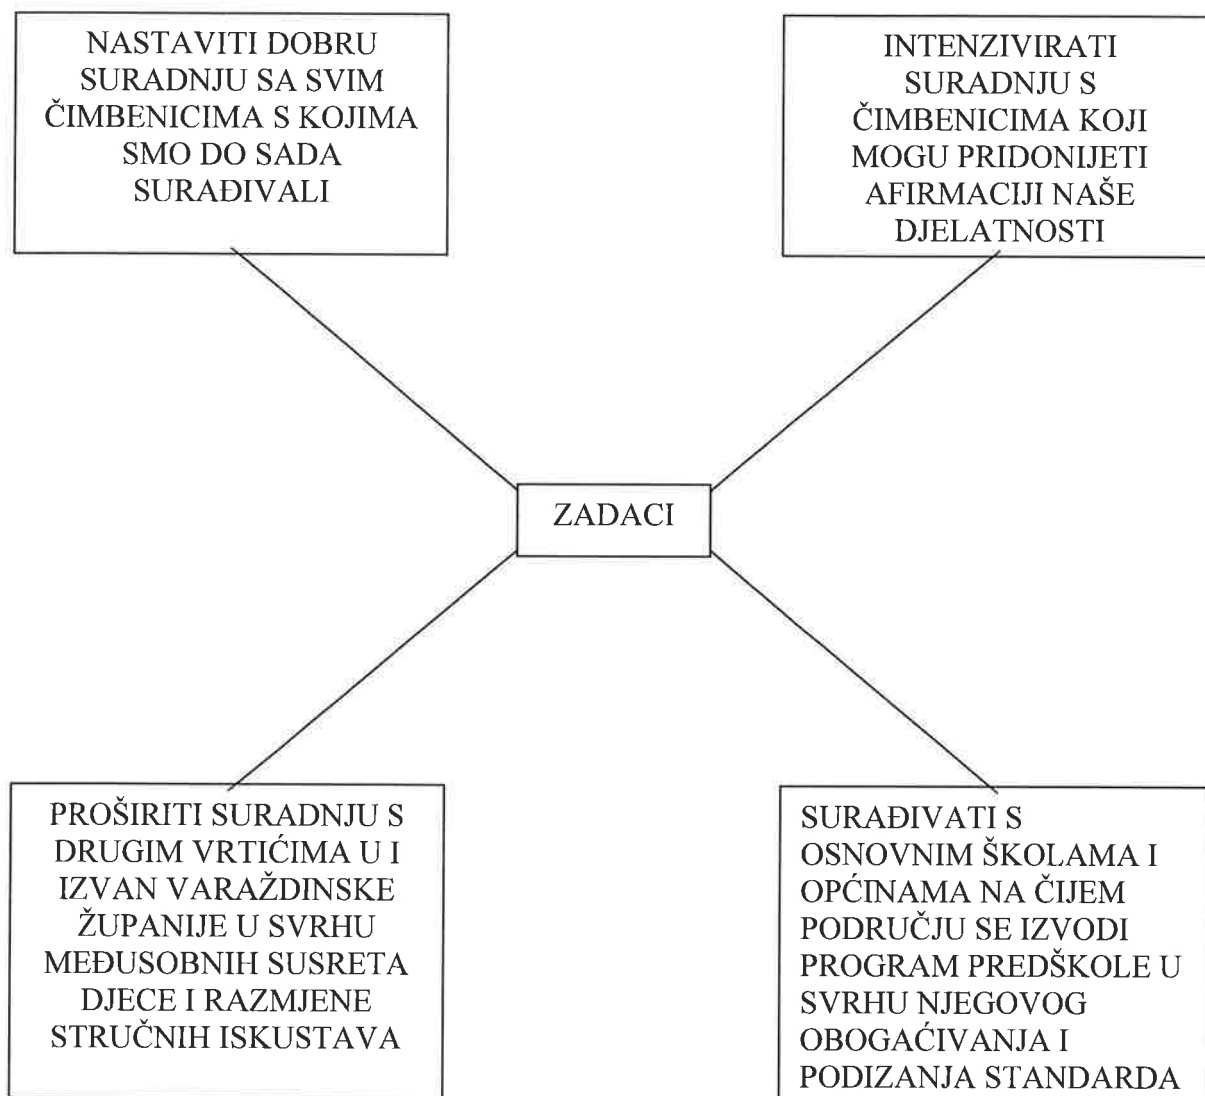 NASTAVITI DOBRU
SURADNJU SA SVIM
ČIMBENICIMA S KOJIMA
SMO DO SADA
SURAĐIVALI
INTENZIVIRATI
SURADNJU S
ČIMBENICIMA KOJI
MOGU PRIDONIJETI
AFIRMACIJI NAŠE
DJELATNOSTI
ZADACI
PROŠIRITI SURADNJU S
DRUGIM VRTIĆIMA U I
IZVAN VARAŽDINSKE
ŽUPANIJE U SVRHU
MEĐUSOBNIH SUSRETA
DJECE I RAZMJENE
STRUČNIH ISKUSTAVA
SURAĐIVATI S
OSNOVNIM ŠKOLAMA I
OPĆINAMA NA ČIJEM
PODRUČJU SE IZVODI
PROGRAM PREDŠKOLE U
SVRHU NJEGOVOG
OBOGAĆIVANJA I
PODIZANJA STANDARDA